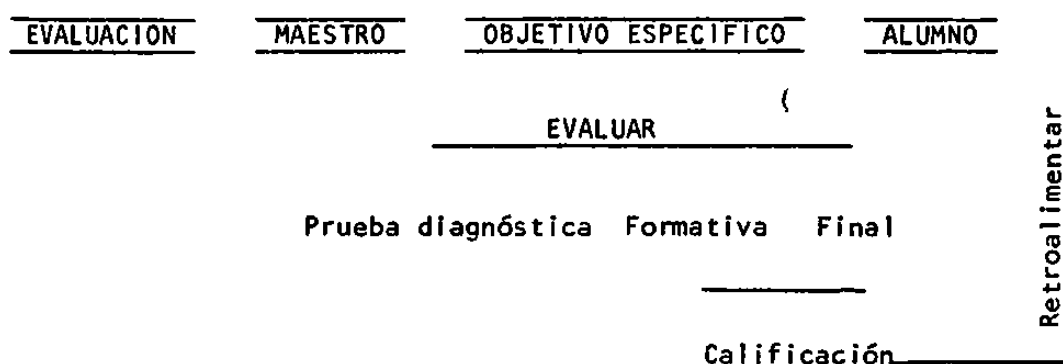 EVALUACION MAESTRO OBJETIVO ESPECIFICO ALUMNO
(
EVALUAR
Prueba diagnóstica Formativa Final
Retroalimentar
Calificación